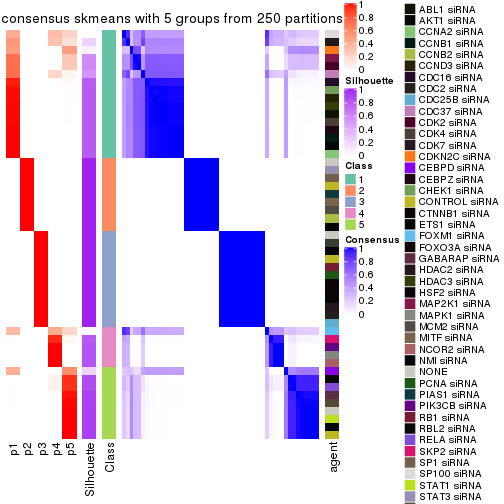 consensus skmeans with 5 groups from 250 partitions
1
0.8
0.6
0.4
0.2
0
Silhouette
1
0.8
0.6
0.4
0.2
0
Class
1
2
3
4
5
Consensus
1
0.8
0.6
0.4
0.2
0
p1
p2
p3
p4
p5
Silhouette
Class
agent
ABL1 siRNA
AKT1 siRNA
CCNA2 siRNA
CCNB1 siRNA
CCNB2 siRNA
CCND3 siRNA
CDC16 siRNA
CDC2 siRNA
CDC25B siRNA
CDC37 siRNA
CDK2 siRNA
CDK4 siRNA
CDK7 siRNA
CDKN2C siRNA
CEBPD siRNA
CEBPZ siRNA
CHEK1 siRNA
CONTROL siRNA
CTNNB1 siRNA
ETS1 siRNA
FOXM1 siRNA
FOXO3A siRNA
GABARAP siRNA
HDAC2 siRNA
HDAC3 siRNA
HSF2 siRNA
MAP2K1 siRNA
MAPK1 siRNA
MCM2 siRNA
MITF siRNA
NCOR2 siRNA
NMI siRNA
NONE
PCNA siRNA
PIAS1 siRNA
PIK3CB siRNA
RB1 siRNA
RBL2 siRNA
RELA siRNA
SKP2 siRNA
SP1 siRNA
SP100 siRNA
STAT1 siRNA
STAT3 siRNA